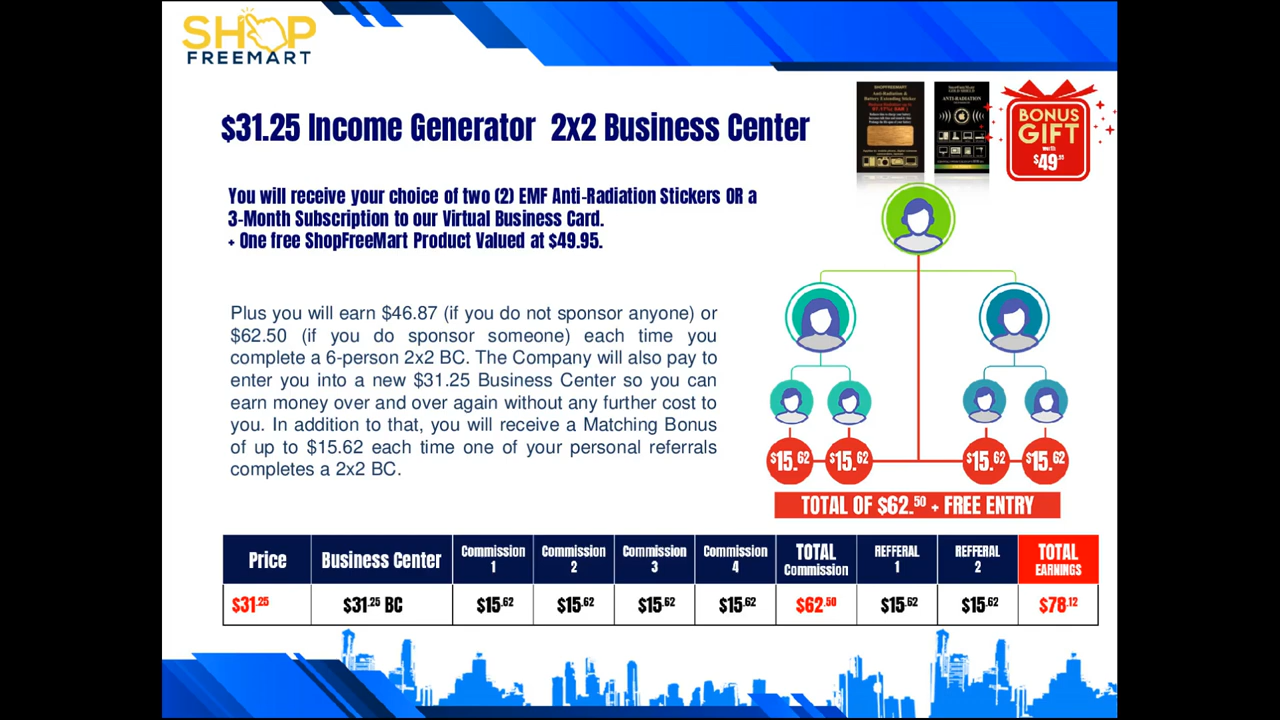 SHOP
FREEMART
$31.25 Income Generator 2x2 Business Center
BONUS
GIFT
$49.95
You will receive your choice of two (2) EMF Anti-Radiation Stickers OR a
3-Month Subscription to our Virtual Business Card.
+ One free ShopFreeMart Product Valued at $49.95.
SHOPFREEMART
Anti-Radiation &
Battery Extending Sticker
ANTI-RADIATION
Plus you will earn $46.87 (if you do not sponsor anyone) or
$62.50 (if you do sponsor someone) each time you
complete a 6-person 2x2 BC. The Company will also pay to
enter you into a new $31.25 Business Center so you can
earn money over and over again without any further cost to
you. In addition to that, you will receive a Matching Bonus
of up to $15.62 each time one of your personal referrals
completes a 2x2 BC.
$15.62 $15.62 $15.62 $15.62
TOTAL OF $62.50 + FREE ENTRY
Price Business Center Commission 1 Commission 2 Commission 3 Commission 4 TOTAL Commission REFFERAL 1 REFFERAL 2 TOTAL EARNINGS
$31.25 $31.25 BC $15.62 $15.62 $15.62 $15.62 $62.50 $15.62 $15.62 $78.12